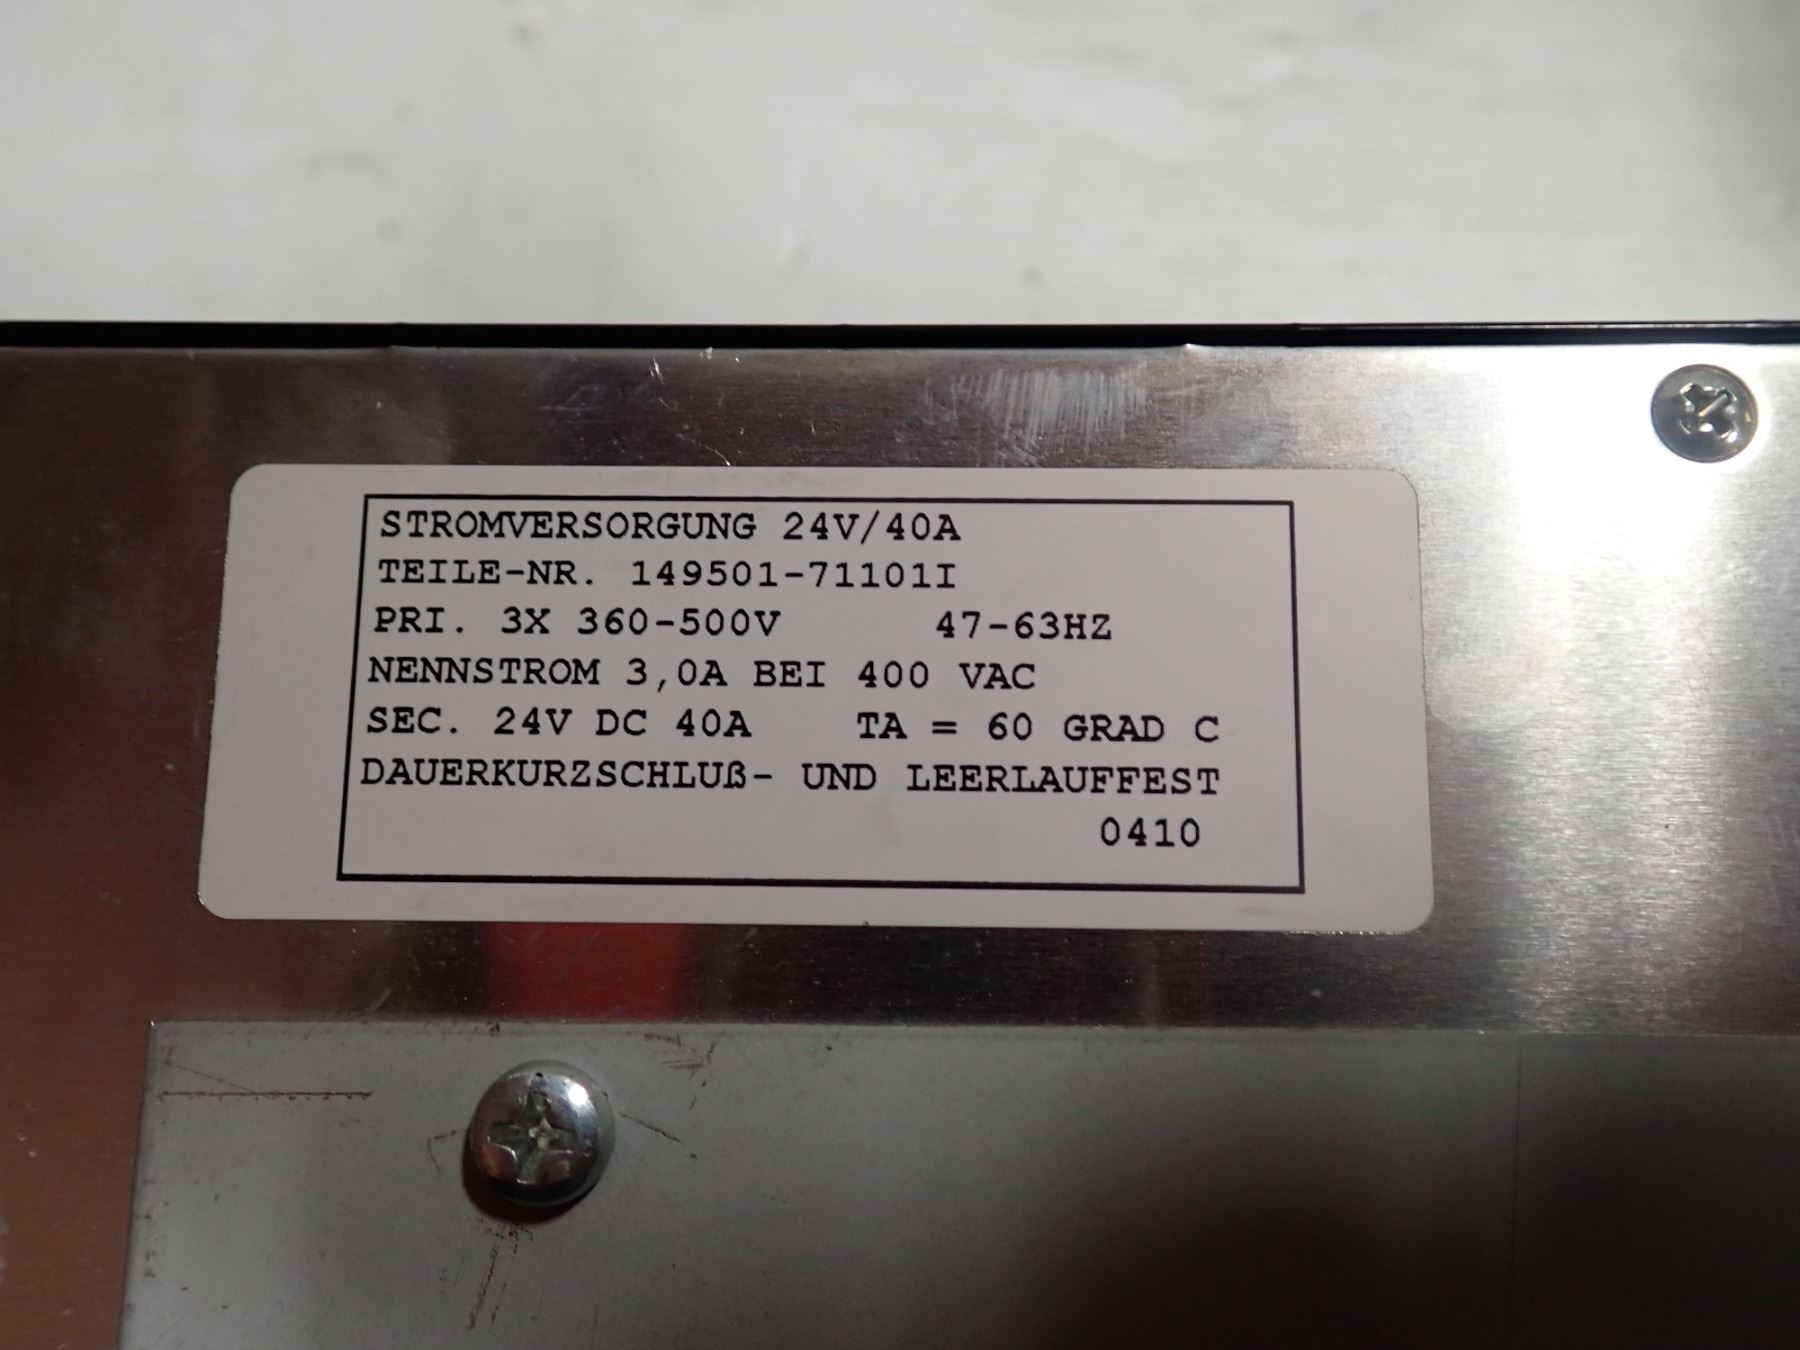 STROMVERSORGUNG 24V/40A
TEILE-NR. 149501-71101I
PRI. 3X 360-500V 47-63HZ
NENNSTROM 3,0A BEI 400 VAC
SEC. 24V DC 40A TA = 60 GRAD C
DAUERKURZSCHLUß- UND LEERLAUFFEST
0410